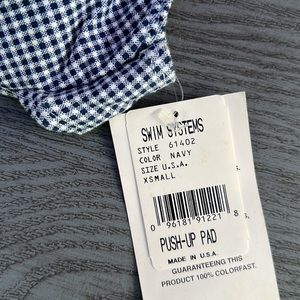 SWIM SYSTEMS
STYLE 61402
COLOR NAVY
SIZE U.S.A.
XSMALL
s.
0 96181 91221 8
s.
PUSH-UP PAD
MADE IN U.S.A.
GUARANTEEING THIS
PRODUCT 100% COLORFAST.